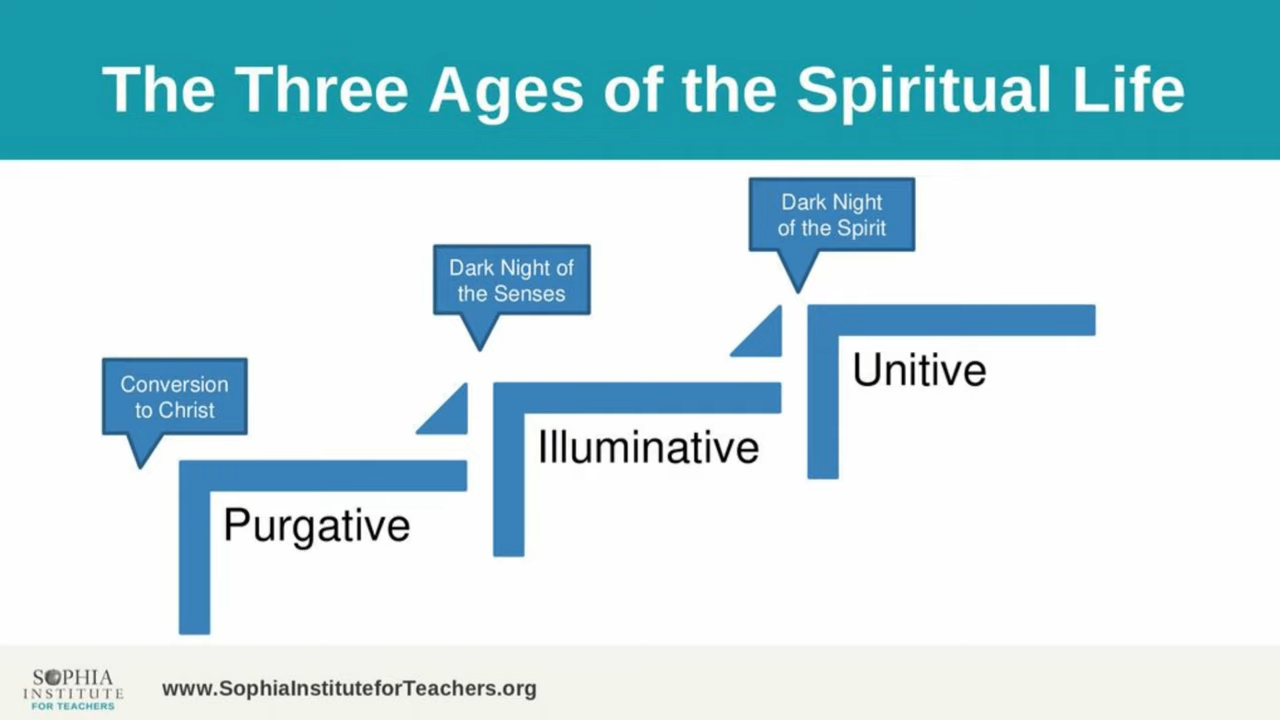 The Three Ages of the Spiritual Life
Dark Night
of the Spirit
Dark Night of
the Senses
Conversion
to Christ
Unitive
Illuminative
Purgative
SOPHIA
INSTITUTE
FOR TEACHERS
www.SophiaInstituteforTeachers.org